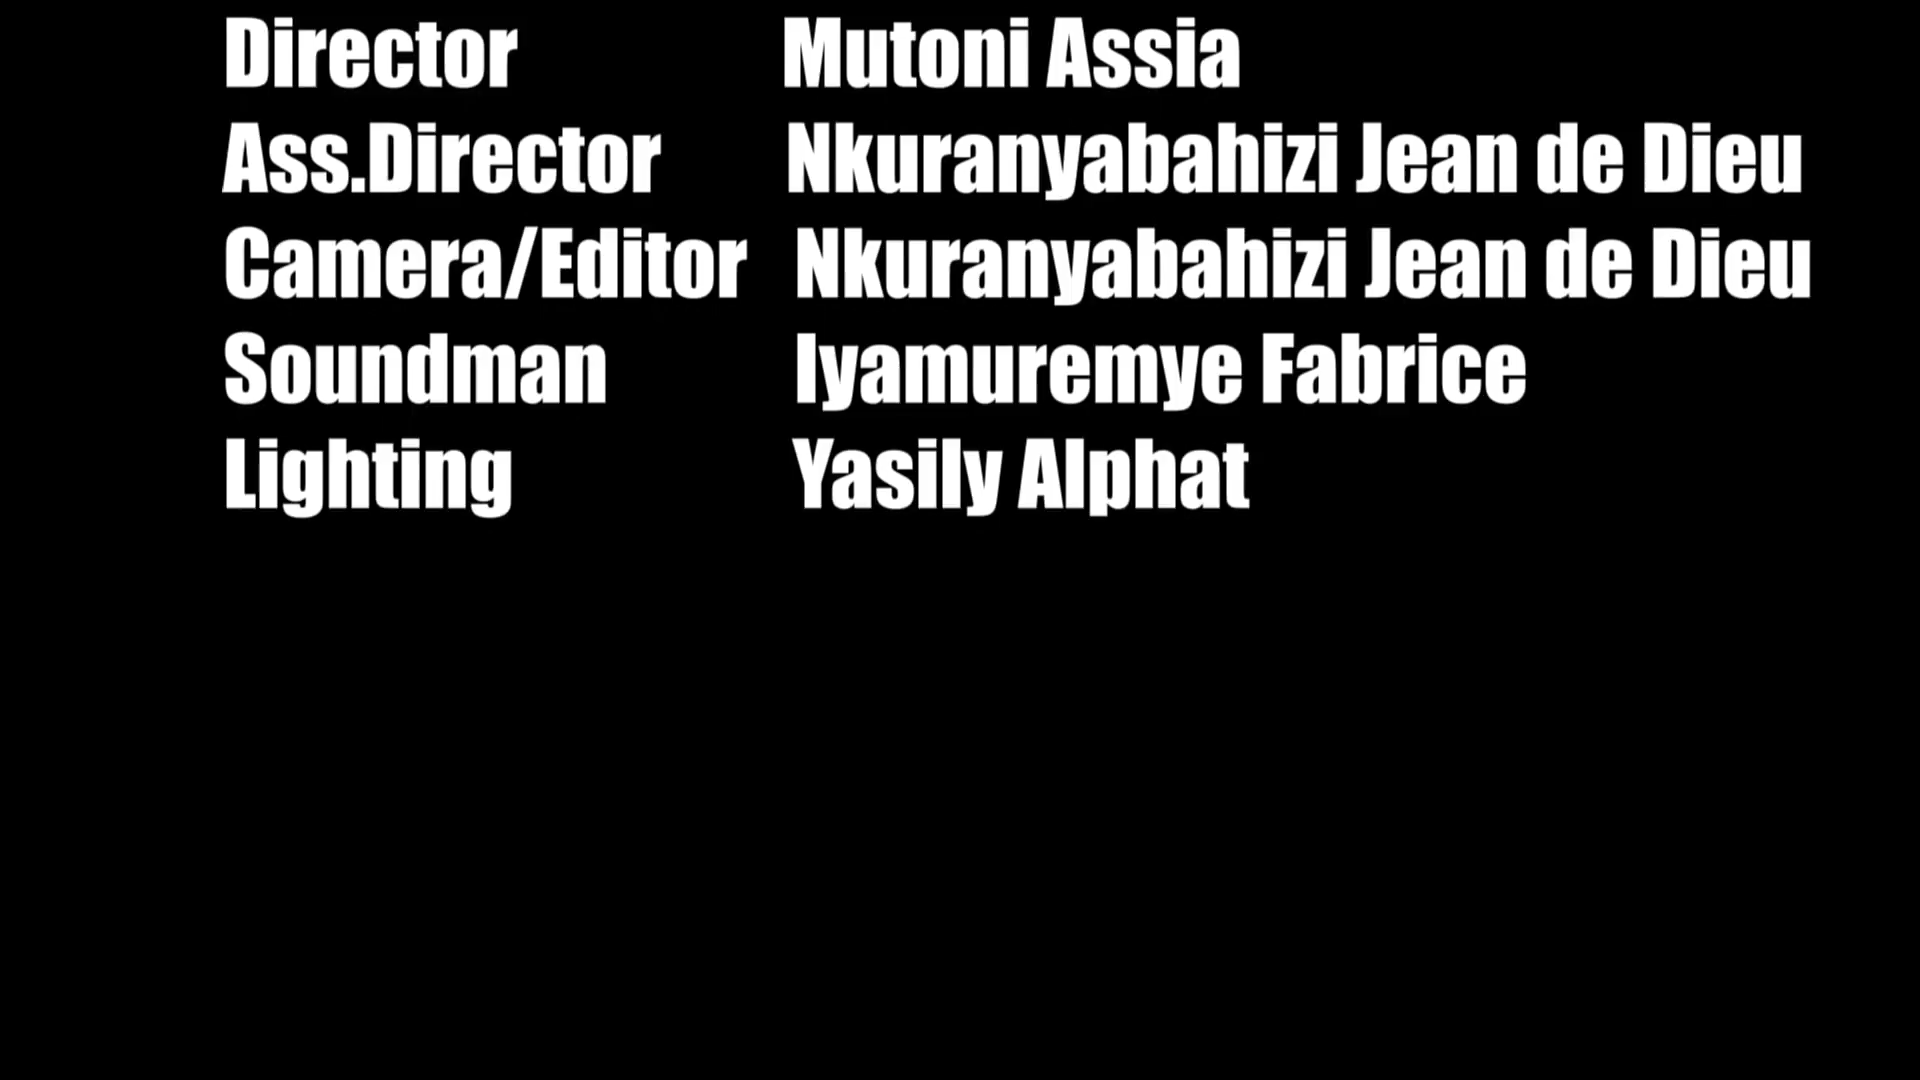 Director Mutoni Assia
Ass.Director Nkuranyabahizi Jean de Dieu
Camera/Editor Nkuranyabahizi Jean de Dieu
Soundman Iyamuremye Fabrice
Lighting Yasily Alphat